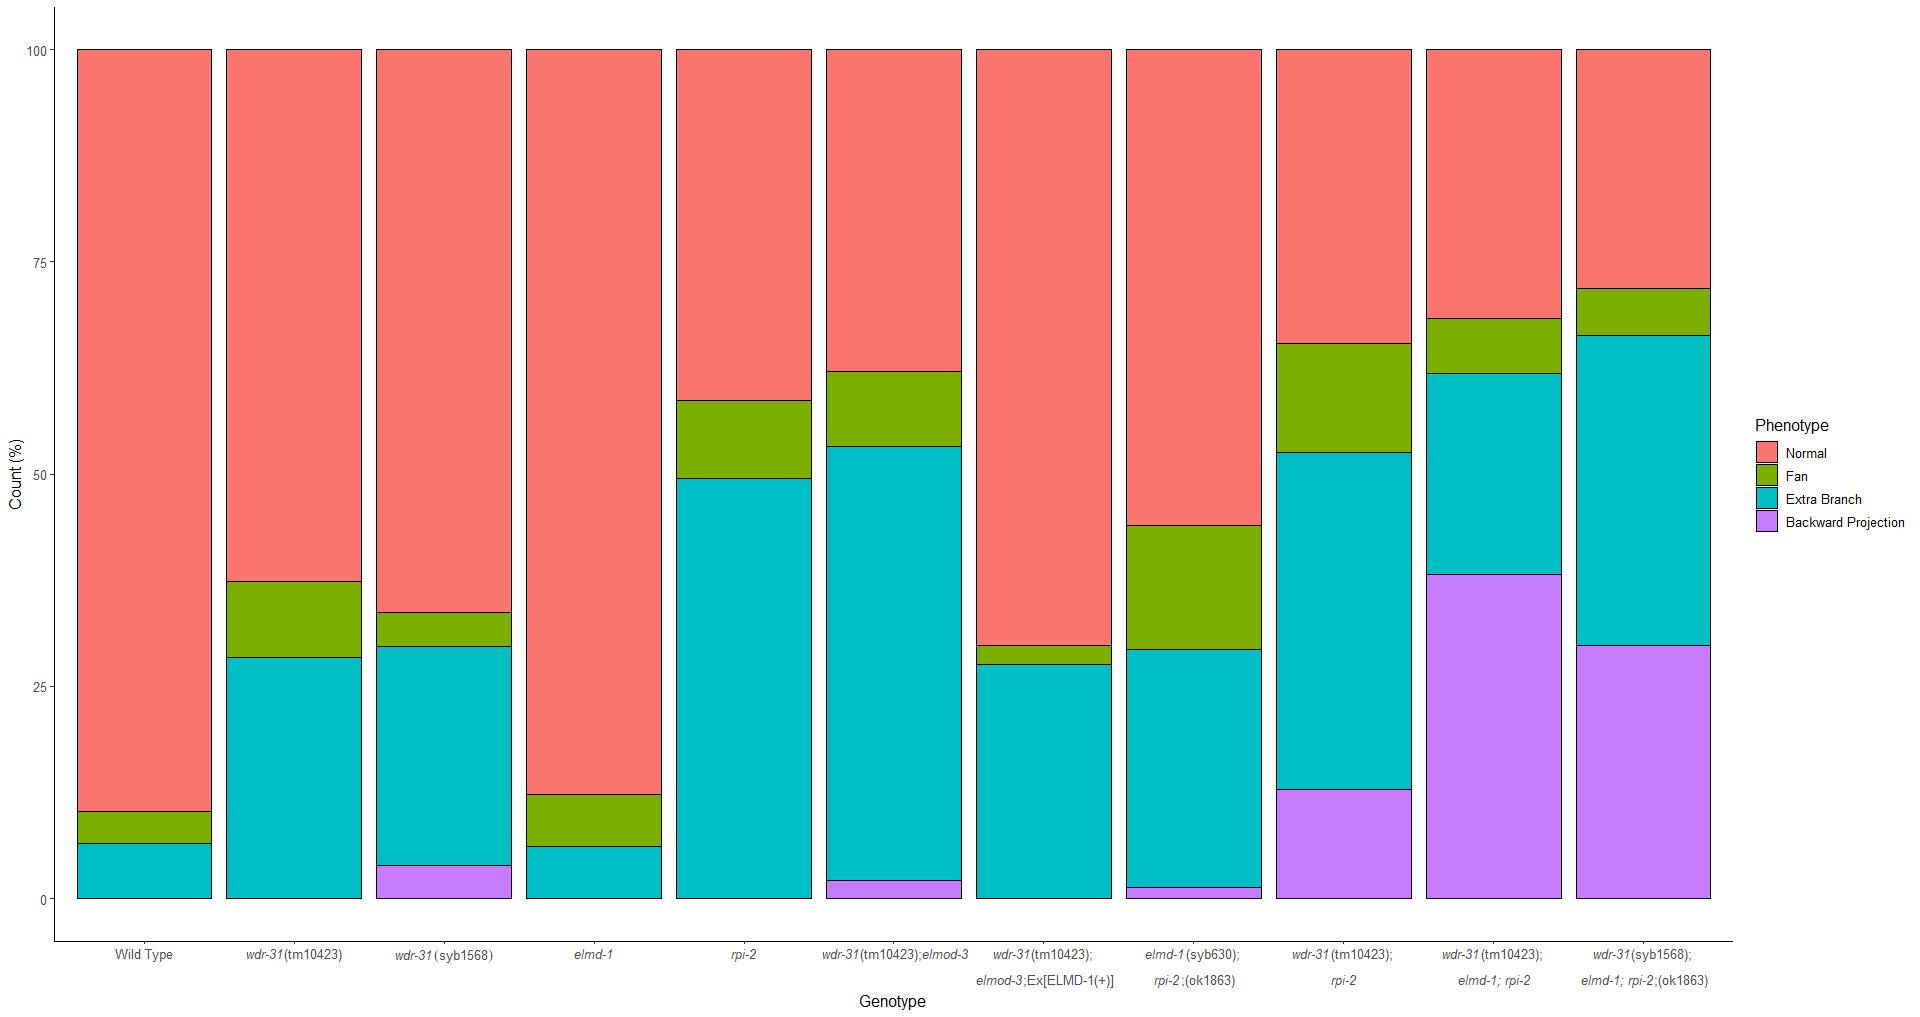 100
75
50
25
0
Count (%)
Wild Type
wdr-31(tm10423)
wdr-31(syb1568)
elmd-1
rpi-2
wdr-31(tm10423);elmod-3
wdr-31(tm10423);
elmod-3;Ex[ELMD-1(+)]
elmd-1(syb630);
rpi-2;(ok1863)
wdr-31(tm10423);
rpi-2
wdr-31(tm10423);
elmd-1; rpi-2
wdr-31(syb1568);
elmd-1; rpi-2;(ok1863)
Genotype
Phenotype
Normal
Fan
Extra Branch
Backward Projection